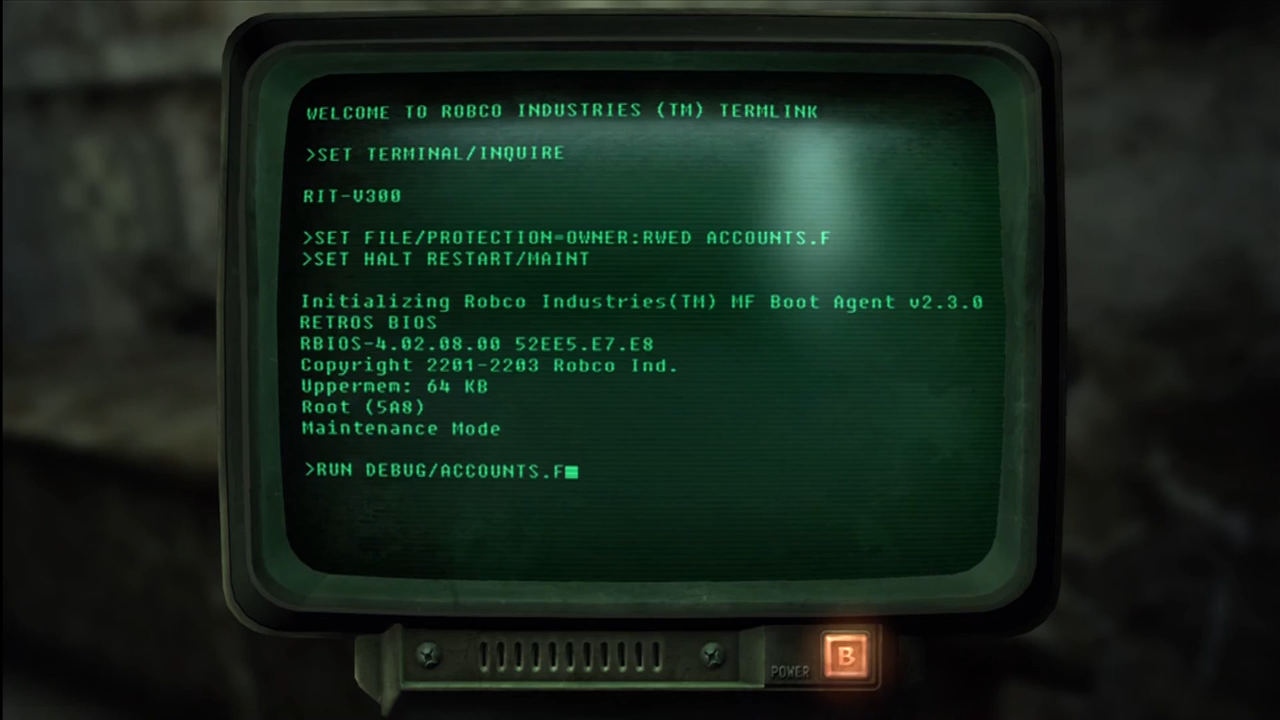 WELCOME TO ROBCO INDUSTRIES (TM) TERMLINK
>SET TERMINAL/INQUIRE
RIT-V300
>SET FILE/PROTECTION=OWNER:RWED ACCOUNTS.F
>SET HALT RESTART/MAINT
Initializing Robco Industries(TM) MF Boot Agent v2.3.0
RETROS BIOS
RBIOS-4.02.08.00 52EE5.E7.E8
Copyright 2201-2203 Robco Ind.
Uppermem: 64 KB
Root (5A8)
Maintenance Mode
>RUN DEBUG/ACCOUNTS.F
POWER
B